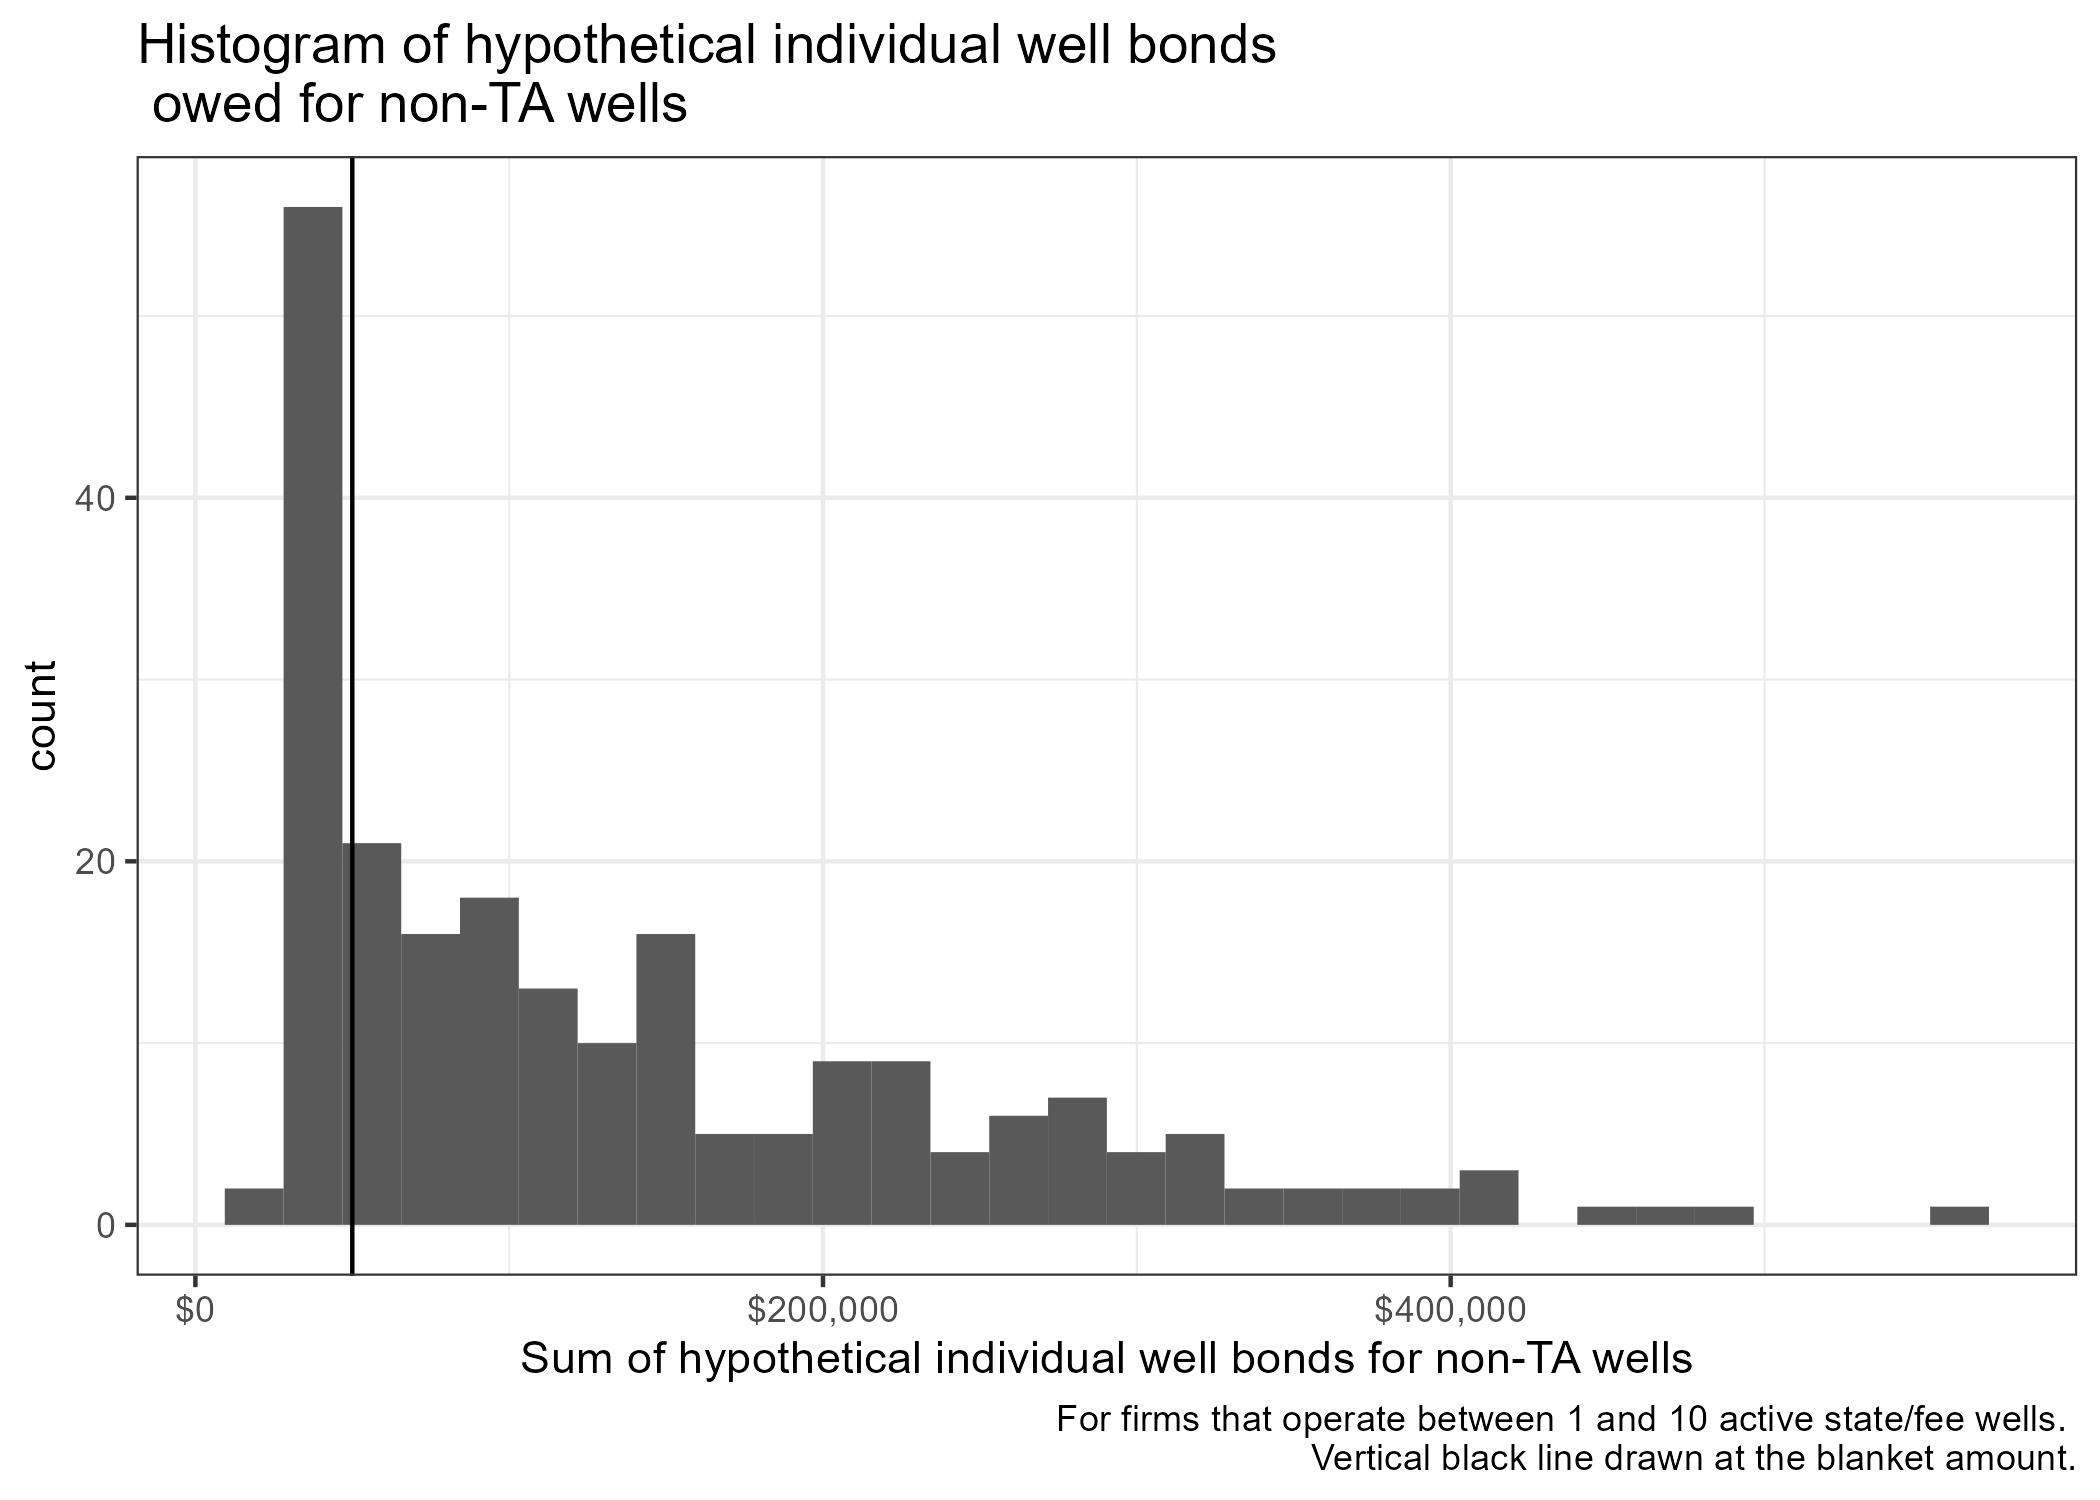 Histogram of hypothetical individual well bonds
owed for non-TA wells
count
40
20
0
$0
$200,000
$400,000
Sum of hypothetical individual well bonds for non-TA wells
For firms that operate between 1 and 10 active state/fee wells.
Vertical black line drawn at the blanket amount.